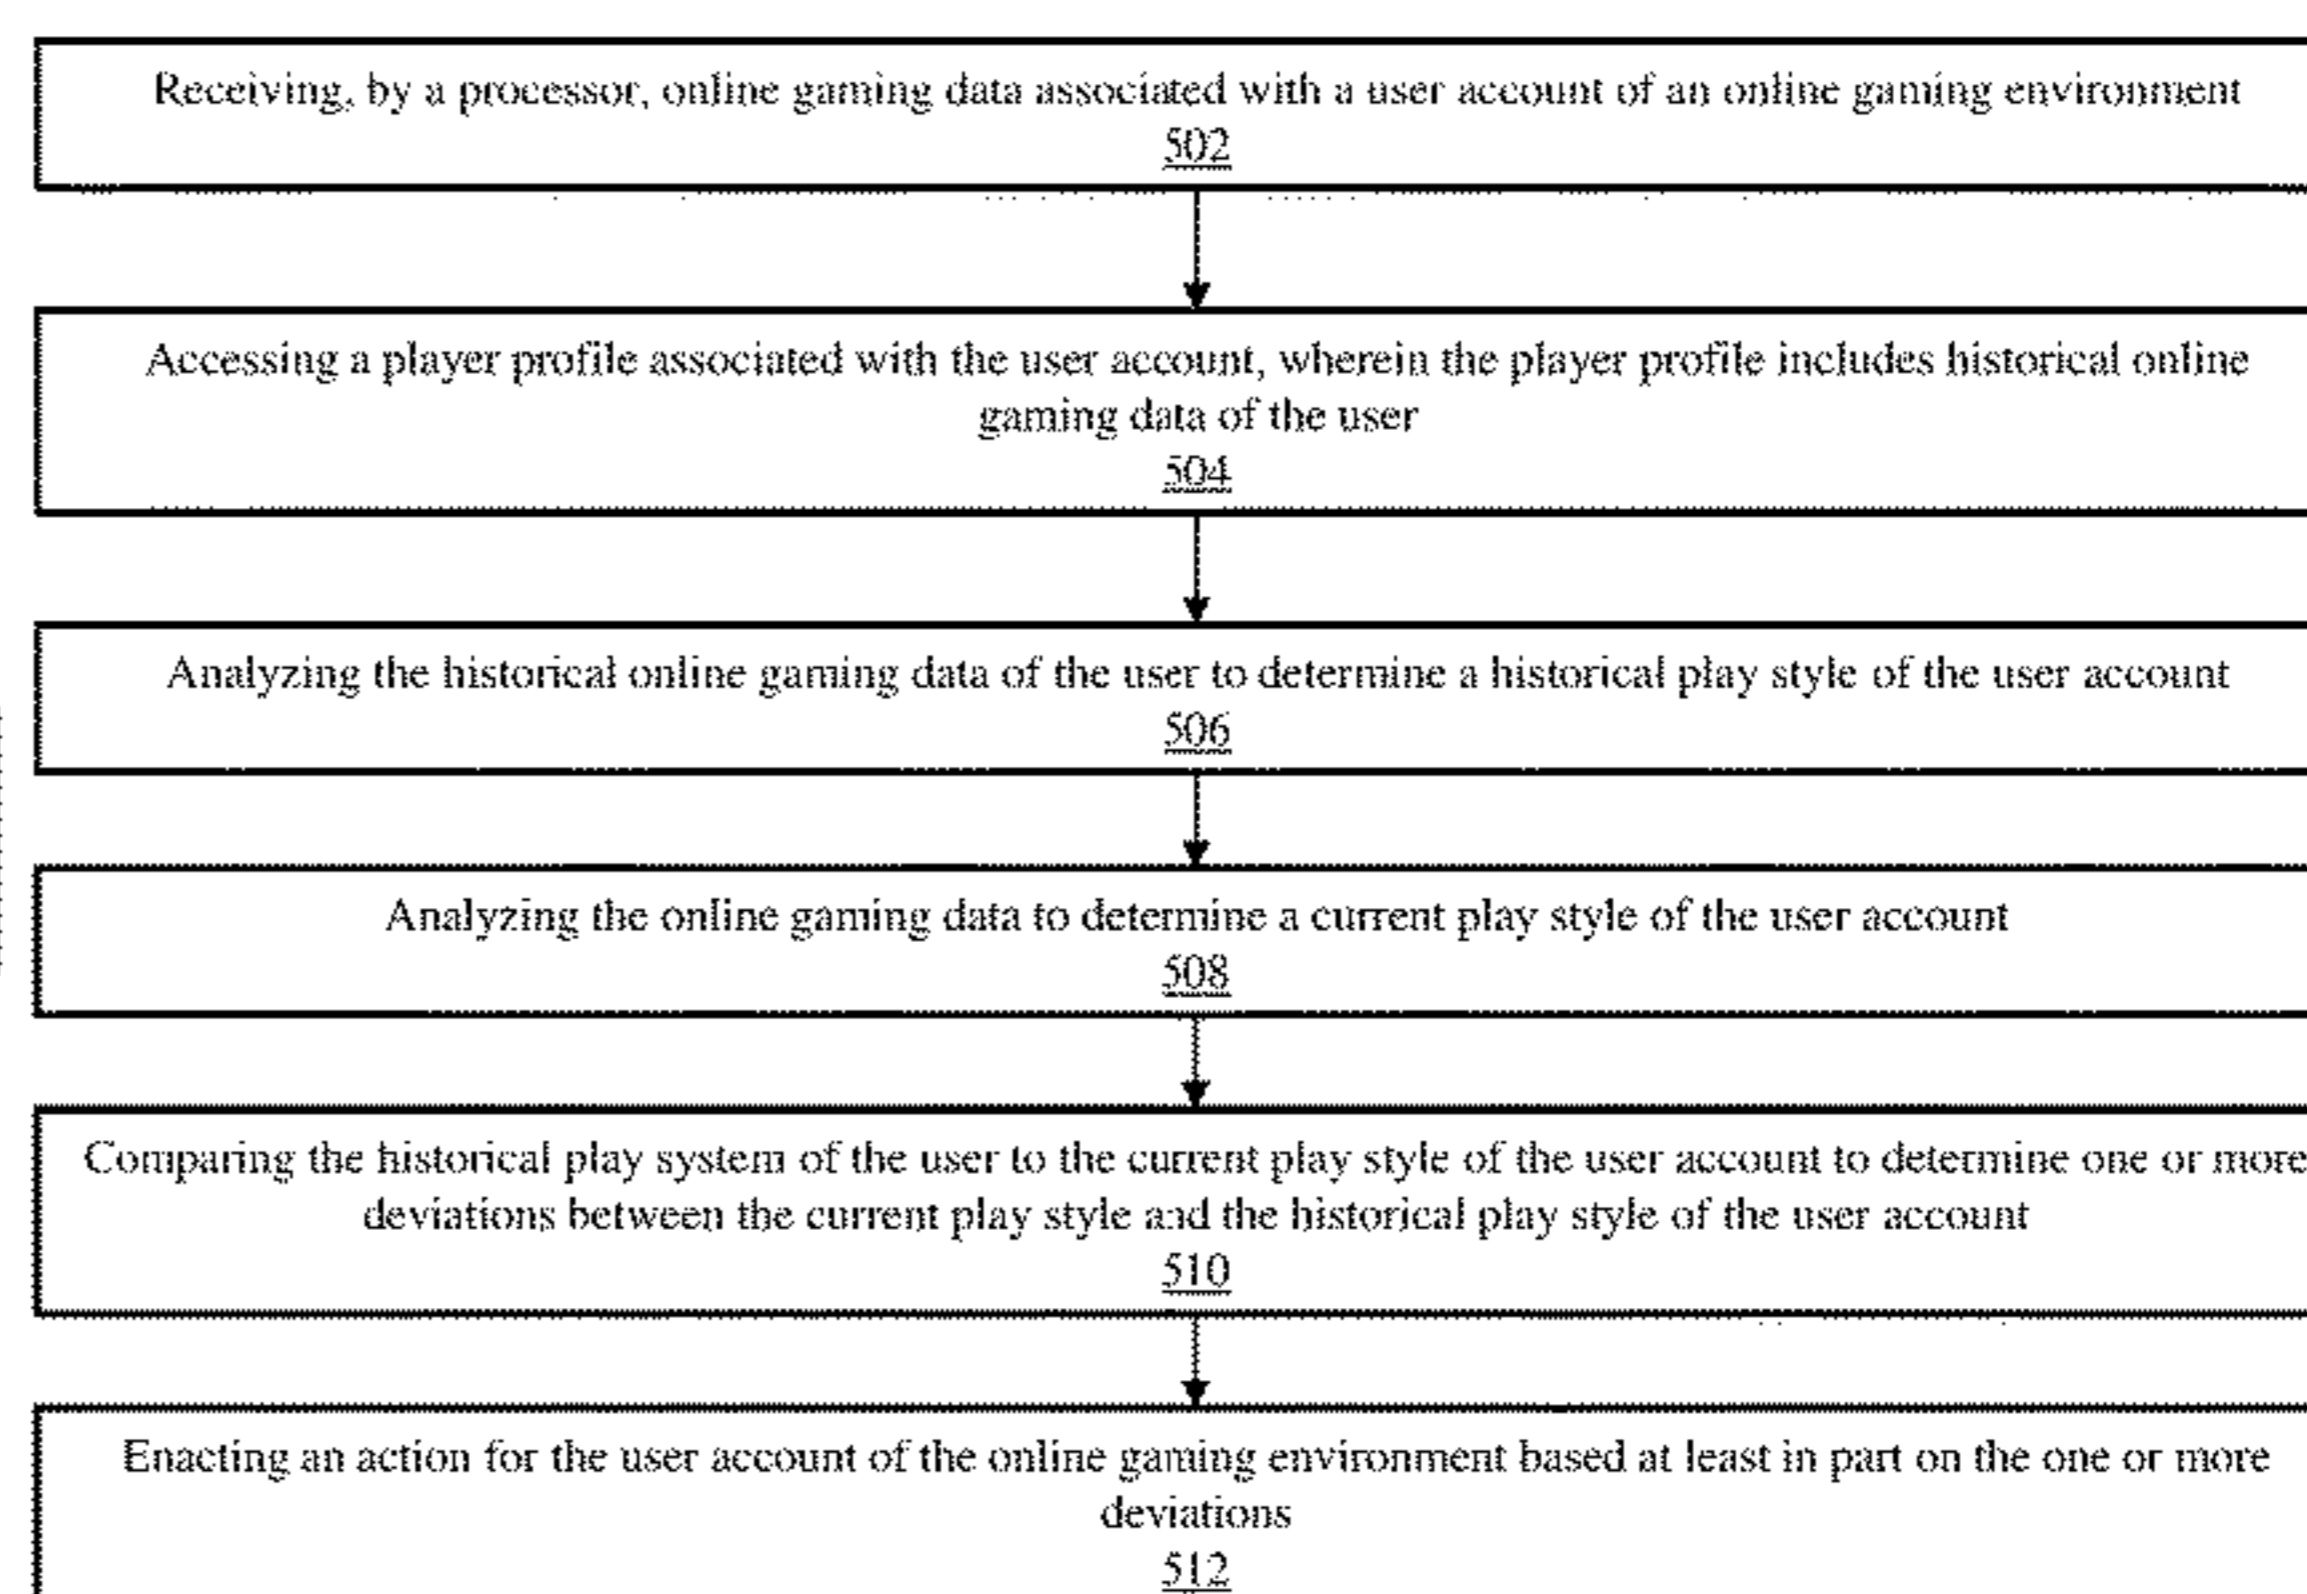 Receiving, by a processor, online gaming data associated with a user account of an online gaming environment
502
Accessing a player profile associated with the user account, wherein the player profile includes historical online
gaming data of the user
504
Analyzing the historical online gaming data of the user to determine a historical play style of the user account
506
Analyzing the online gaming data to determine a current play style of the user account
508
Comparing the historical play system of the user to the current play style of the user account to determine one or more
deviations between the current play style and the historical play style of the user account
510
Enacting an action for the user account of the online gaming environment based at least in part on the one or more
deviations
512